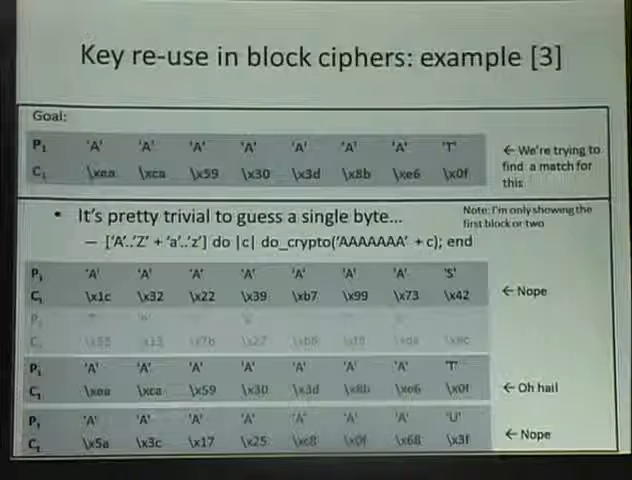 Key re-use in block ciphers: example [3]
Goal:
P₁ 'A' 'A' 'A' 'A' 'A' 'A' 'A' 'T'
C₁ \xea \xca \x59 \x30 \x3d \x8b \xe6 \x0f
← We're trying to
find a match for
this
• It's pretty trivial to guess a single byte...
Note: I'm only showing the
first block or two
– ['A'..'Z' + 'a'..'z'] do |c| do_crypto('AAAAAAA' + c); end
P₁ 'A' 'A' 'A' 'A' 'A' 'A' 'A' 'S'
C₁ \x1c \x32 \x22 \x39 \xb7 \x99 \x73 \x42
← Nope
P₁
C₁
P₁ 'A' 'A' 'A' 'A' 'A' 'A' 'A' 'T'
C₁ \xea \xca \x59 \x30 \x3d \x8b \xe6 \x0f
← Oh hai!
P₁ 'A' 'A' 'A' 'A' 'A' 'A' 'A' 'U'
C₁ \x5a \x3c \x17 \x25 \xc8 \x0f \x68 \x3f
← Nope